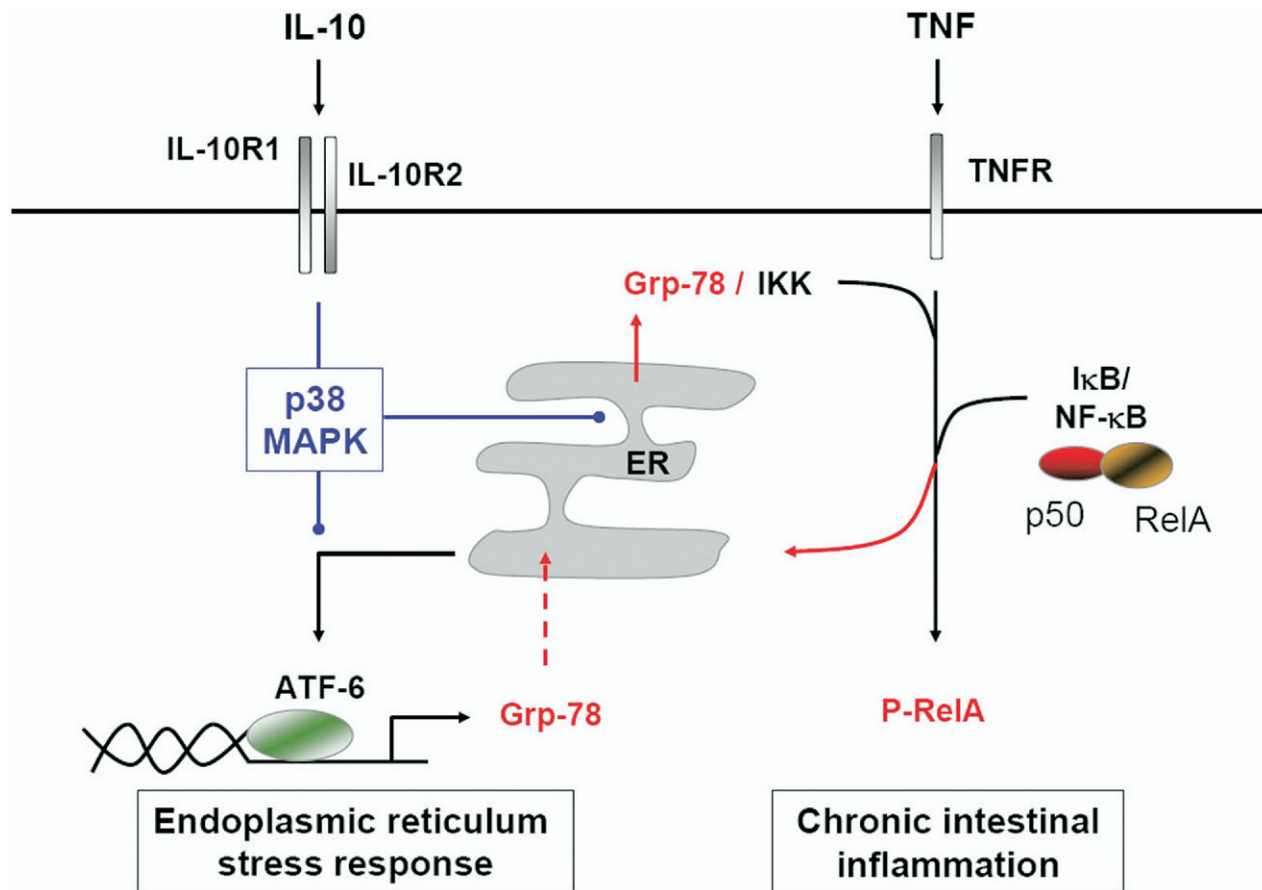 IL-10
TNF
IL-10R1
IL-10R2
TNFR
Grp-78 / IKK
p38
MAPK
IκB/
NF-κB
ER
p50
RelA
ATF-6
Grp-78
P-RelA
Endoplasmic reticulum
stress response
Chronic intestinal
inflammation